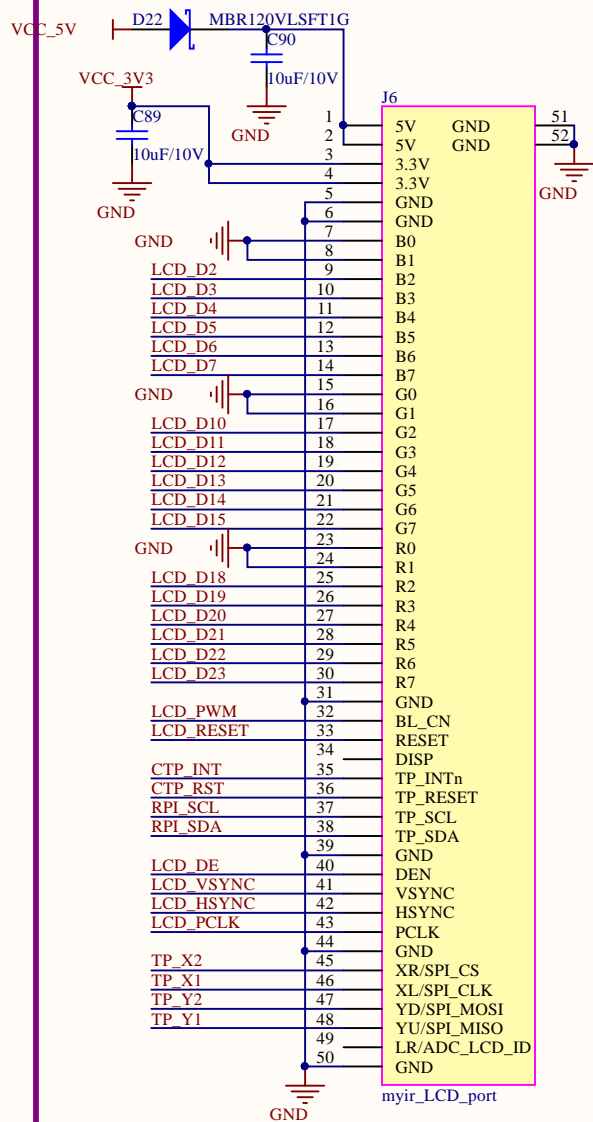 VCC_5V D22 MBR120VLSFT1G
C90
10uF/10V
VCC_3V3
C89
10uF/10V
GND
GND
J6
1 5V GND 51
2 5V GND 52
3 3.3V
4 3.3V
GND
5 GND
6 GND
GND 7 B0
8 B1
LCD_D2 9 B2
LCD_D3 10 B3
LCD_D4 11 B4
LCD_D5 12 B5
LCD_D6 13 B6
LCD_D7 14 B7
GND 15 G0
16 G1
LCD_D10 17 G2
LCD_D11 18 G3
LCD_D12 19 G4
LCD_D13 20 G5
LCD_D14 21 G6
LCD_D15 22 G7
GND 23 R0
24 R1
LCD_D18 25 R2
LCD_D19 26 R3
LCD_D20 27 R4
LCD_D21 28 R5
LCD_D22 29 R6
LCD_D23 30 R7
31 GND
LCD_PWM 32 BL_CN
LCD_RESET 33 RESET
34 DISP
CTP_INT 35 TP_INTn
CTP_RST 36 TP_RESET
RPI_SCL 37 TP_SCL
RPI_SDA 38 TP_SDA
39 GND
LCD_DE 40 DEN
LCD_VSYNC 41 VSYNC
LCD_HSYNC 42 HSYNC
LCD_PCLK 43 PCLK
44 GND
TP_X2 45 XR/SPI_CS
TP_X1 46 XL/SPI_CLK
TP_Y2 47 YD/SPI_MOSI
TP_Y1 48 YU/SPI_MISO
49 LR/ADC_LCD_ID
50 GND
GND
myir_LCD_port